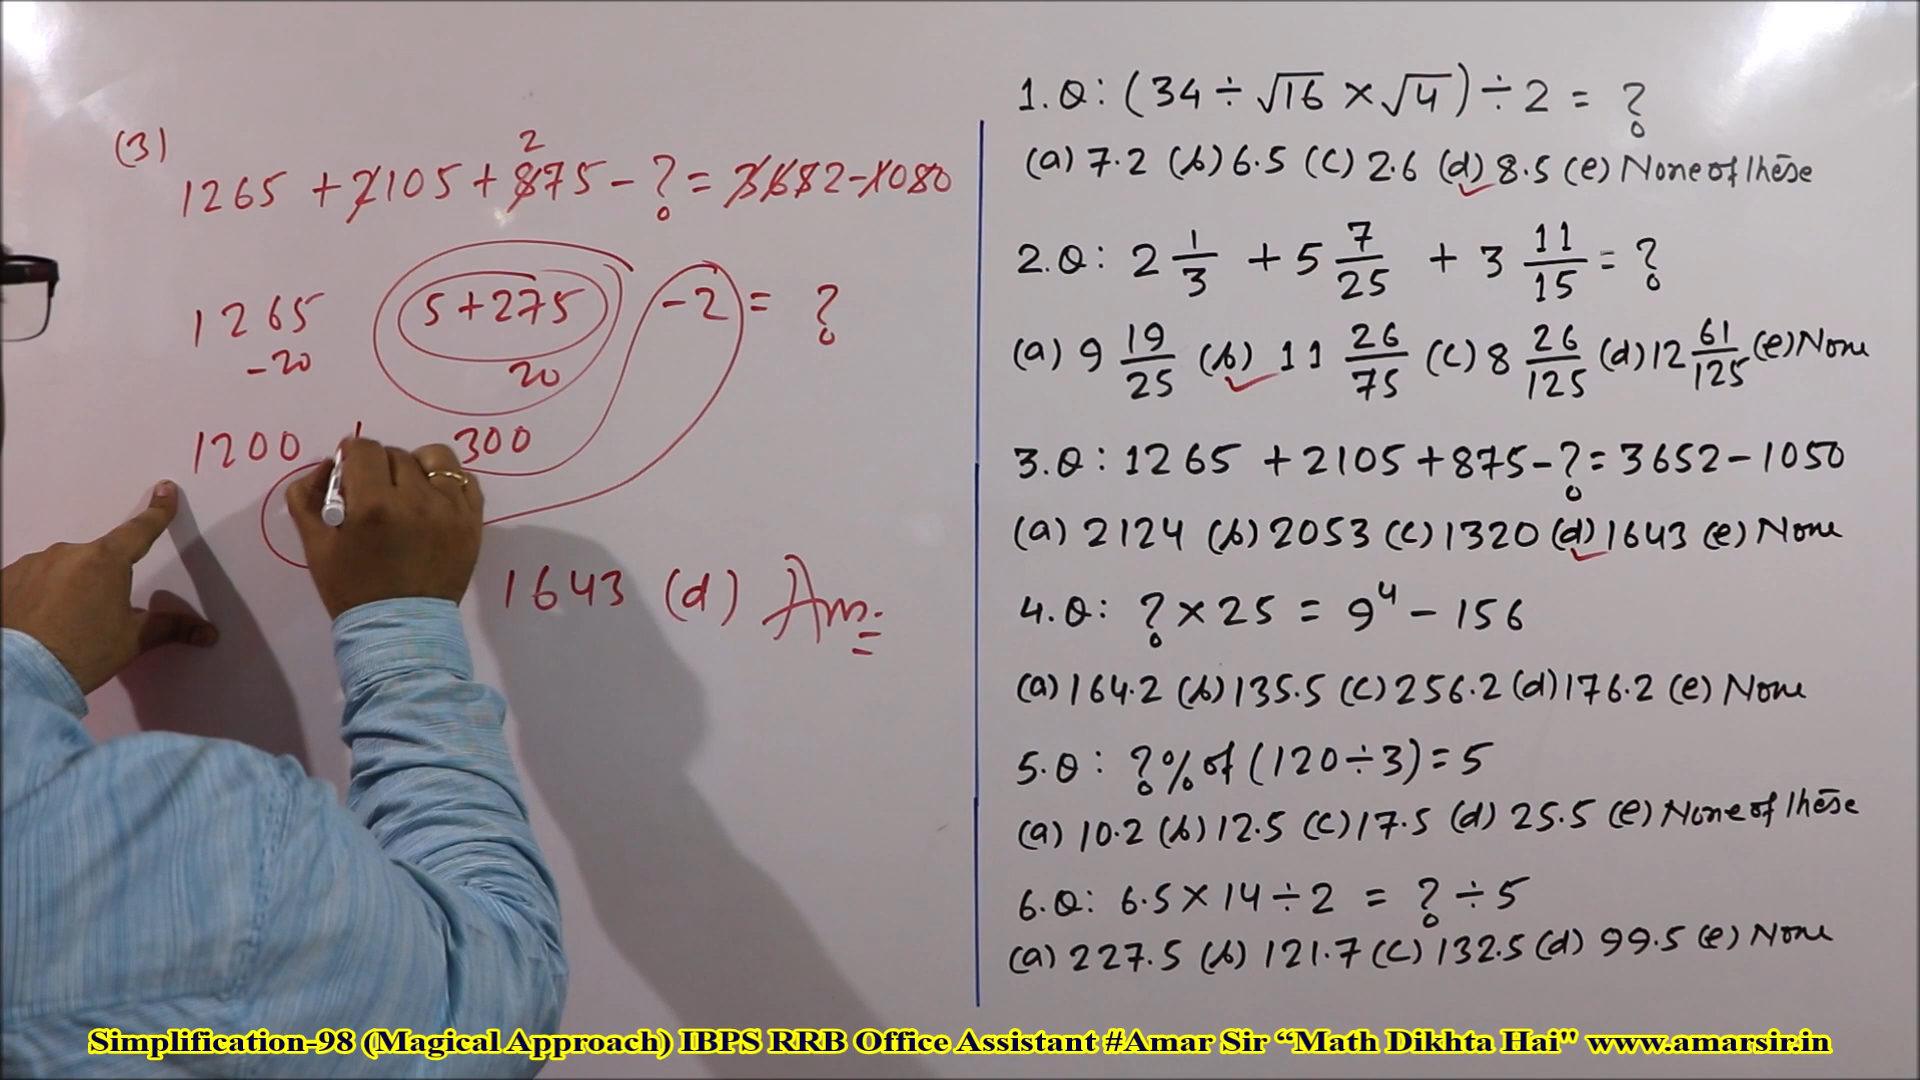 (3)
2
1265 + 2105 + 875 - ? = 3652 - 1050
1265 5 + 275 - 2 = ?
-20 20
1200 + 300
1643 (d) Ans.
1.Q: (34 ÷ √16 × √4) ÷ 2 = ?
(a) 7.2 (b) 6.5 (c) 2.6 (d) 8.5 (e) None of these
2.Q: 2 1/3 + 5 7/25 + 3 11/15 = ?
(a) 9 19/25 (b) 11 26/75 (c) 8 26/125 (d) 12 61/125 (e) None
3.Q: 1265 + 2105 + 875 - ? = 3652 - 1050
(a) 2124 (b) 2053 (c) 1320 (d) 1643 (e) None
4.Q: ? × 25 = 9⁴ - 156
(a) 164.2 (b) 135.5 (c) 256.2 (d) 176.2 (e) None
5.Q: ?% of (120 ÷ 3) = 5
(a) 10.2 (b) 12.5 (c) 17.5 (d) 25.5 (e) None of these
6.Q: 6.5 × 14 ÷ 2 = ? ÷ 5
(a) 227.5 (b) 121.7 (c) 132.5 (d) 99.5 (e) None
Simplification-98 (Magical Approach) IBPS RRB Office Assistant #Amar Sir “Math Dikhta Hai" www.amarsir.in